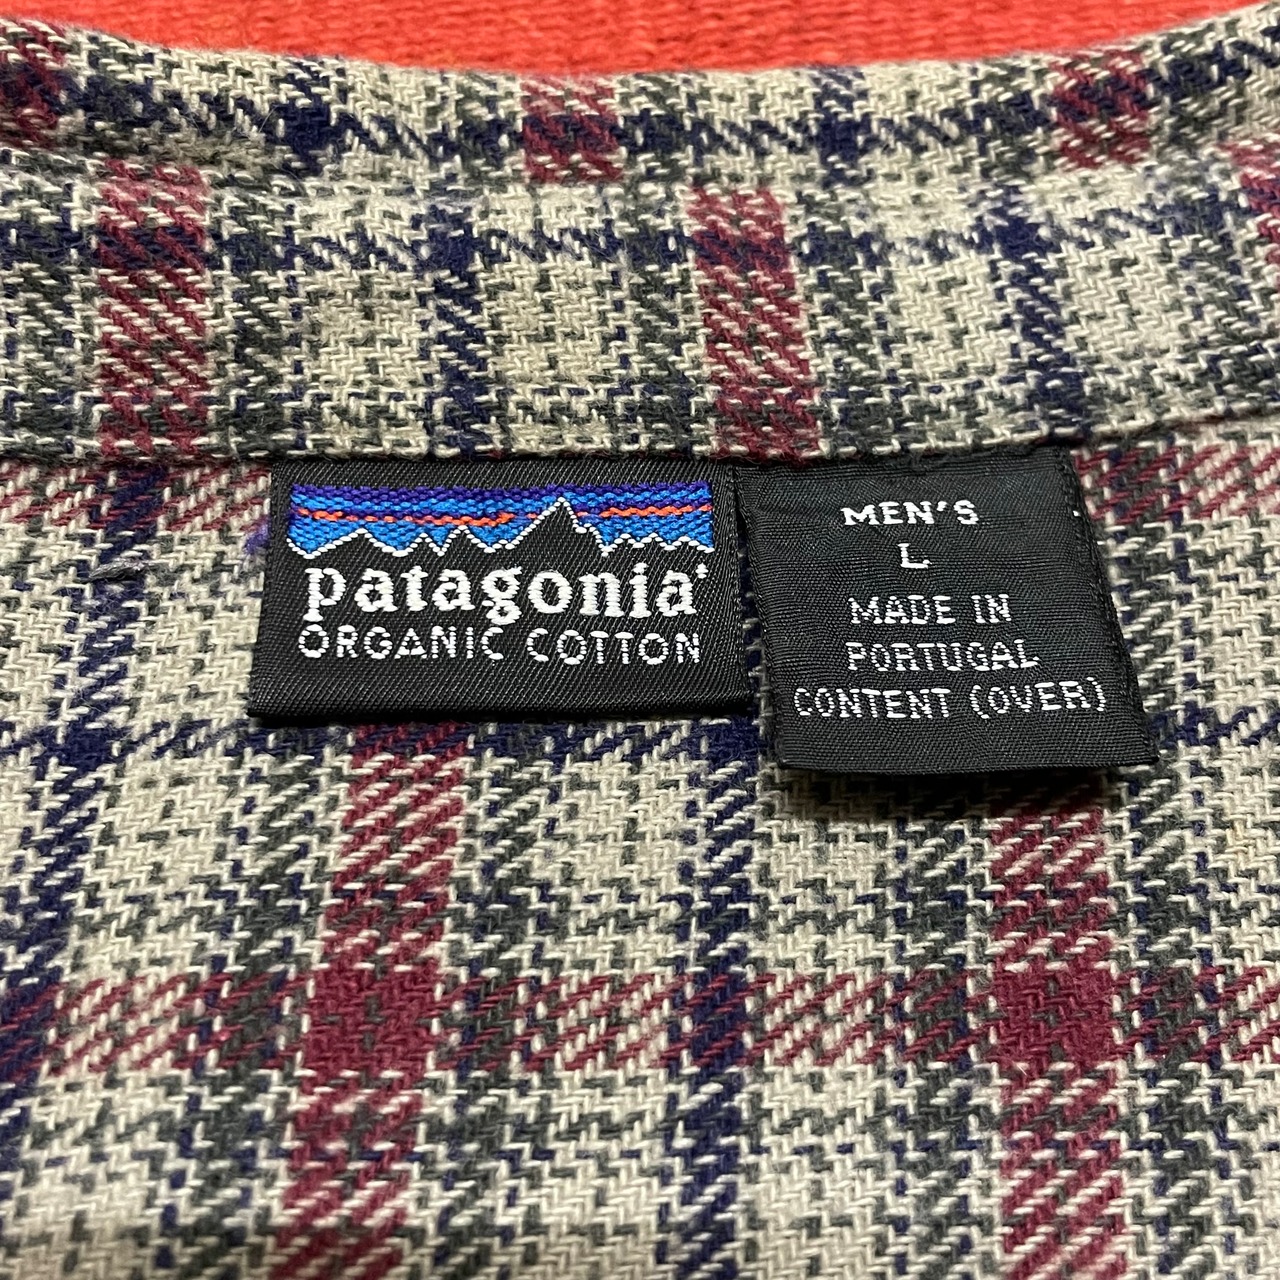 patagonia®
ORGANIC COTTON
MEN'S
L
MADE IN
PORTUGAL
CONTENT (OVER)